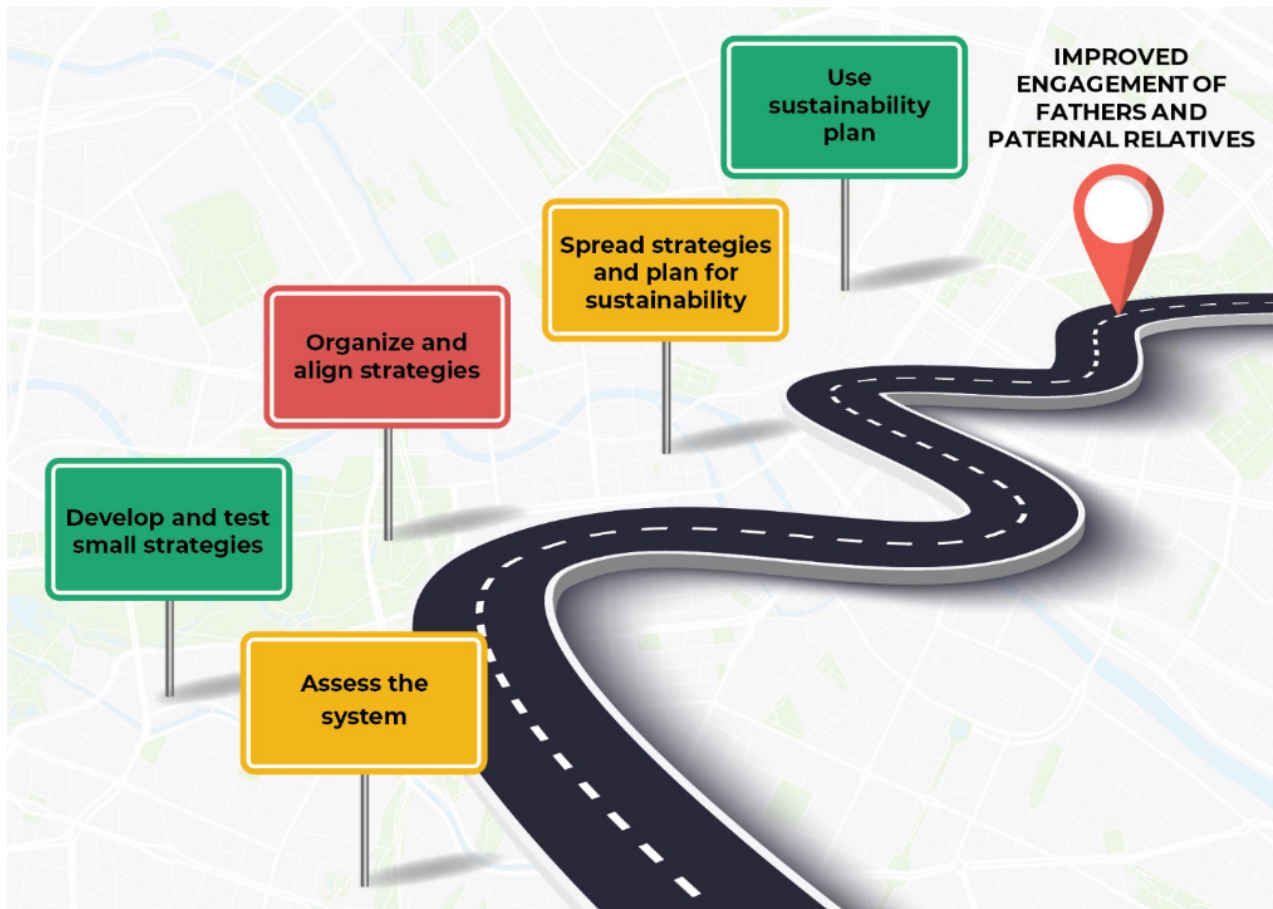 Use
sustainability
plan
IMPROVED
ENGAGEMENT OF
FATHERS AND
PATERNAL RELATIVES
Spread strategies
and plan for
sustainability
Organize and
align strategies
Develop and test
small strategies
Assess the
system